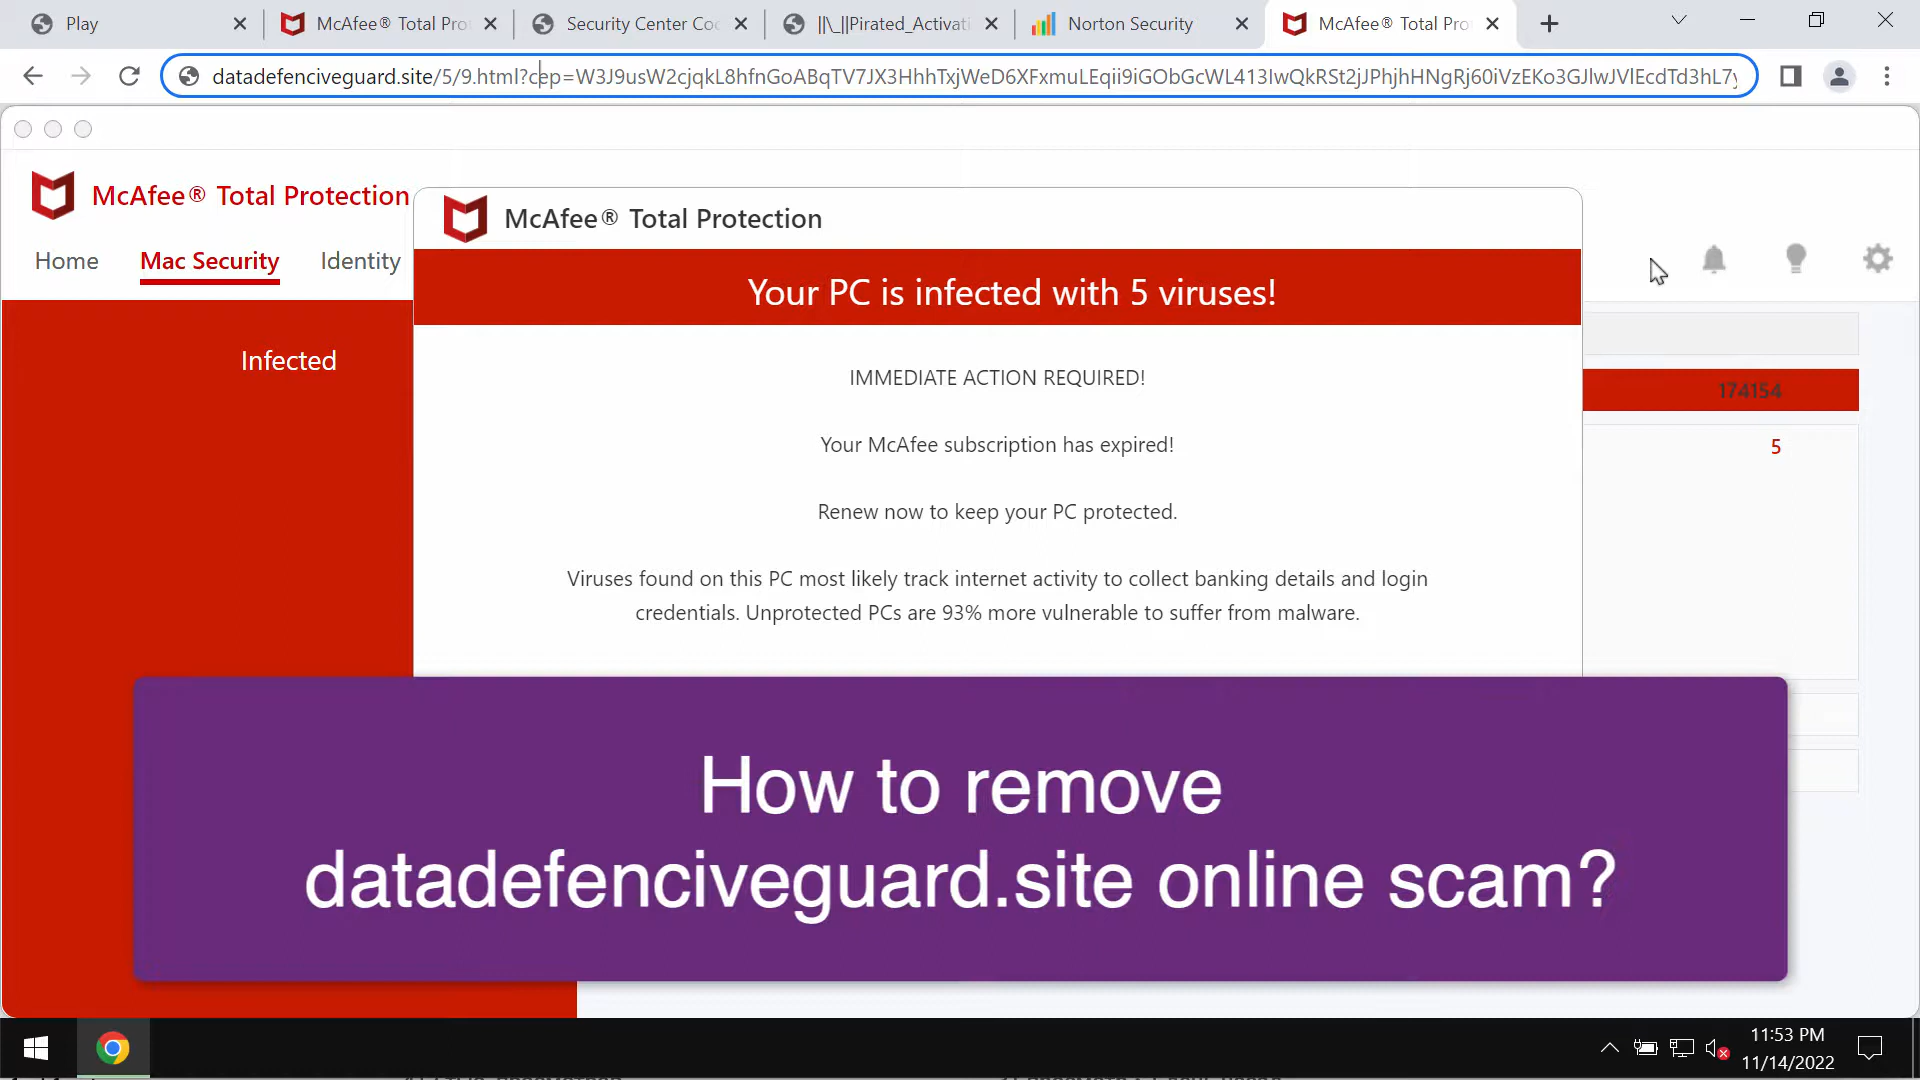 Play
McAfee® Total Pro
Security Center Co
||\_||Pirated_Activati
Norton Security
McAfee® Total Pro
datadefenciveguard.site/5/9.html?cep=W3J9usW2cjqkL8hfnGoABqTV7JX3HhhTxjWeD6XFxmuLEqii9iGObGcWL413IwQkRSt2jJPhjhHNgRj60iVzEKo3GJlwJVlEcdTd3hL7y
McAfee® Total Protection
Home Mac Security Identity
McAfee® Total Protection
Your PC is infected with 5 viruses!
Infected
IMMEDIATE ACTION REQUIRED!
174154
Your McAfee subscription has expired!
5
Renew now to keep your PC protected.
Viruses found on this PC most likely track internet activity to collect banking details and login
credentials. Unprotected PCs are 93% more vulnerable to suffer from malware.
How to remove
datadefenciveguard.site online scam?
11:53 PM
11/14/2022